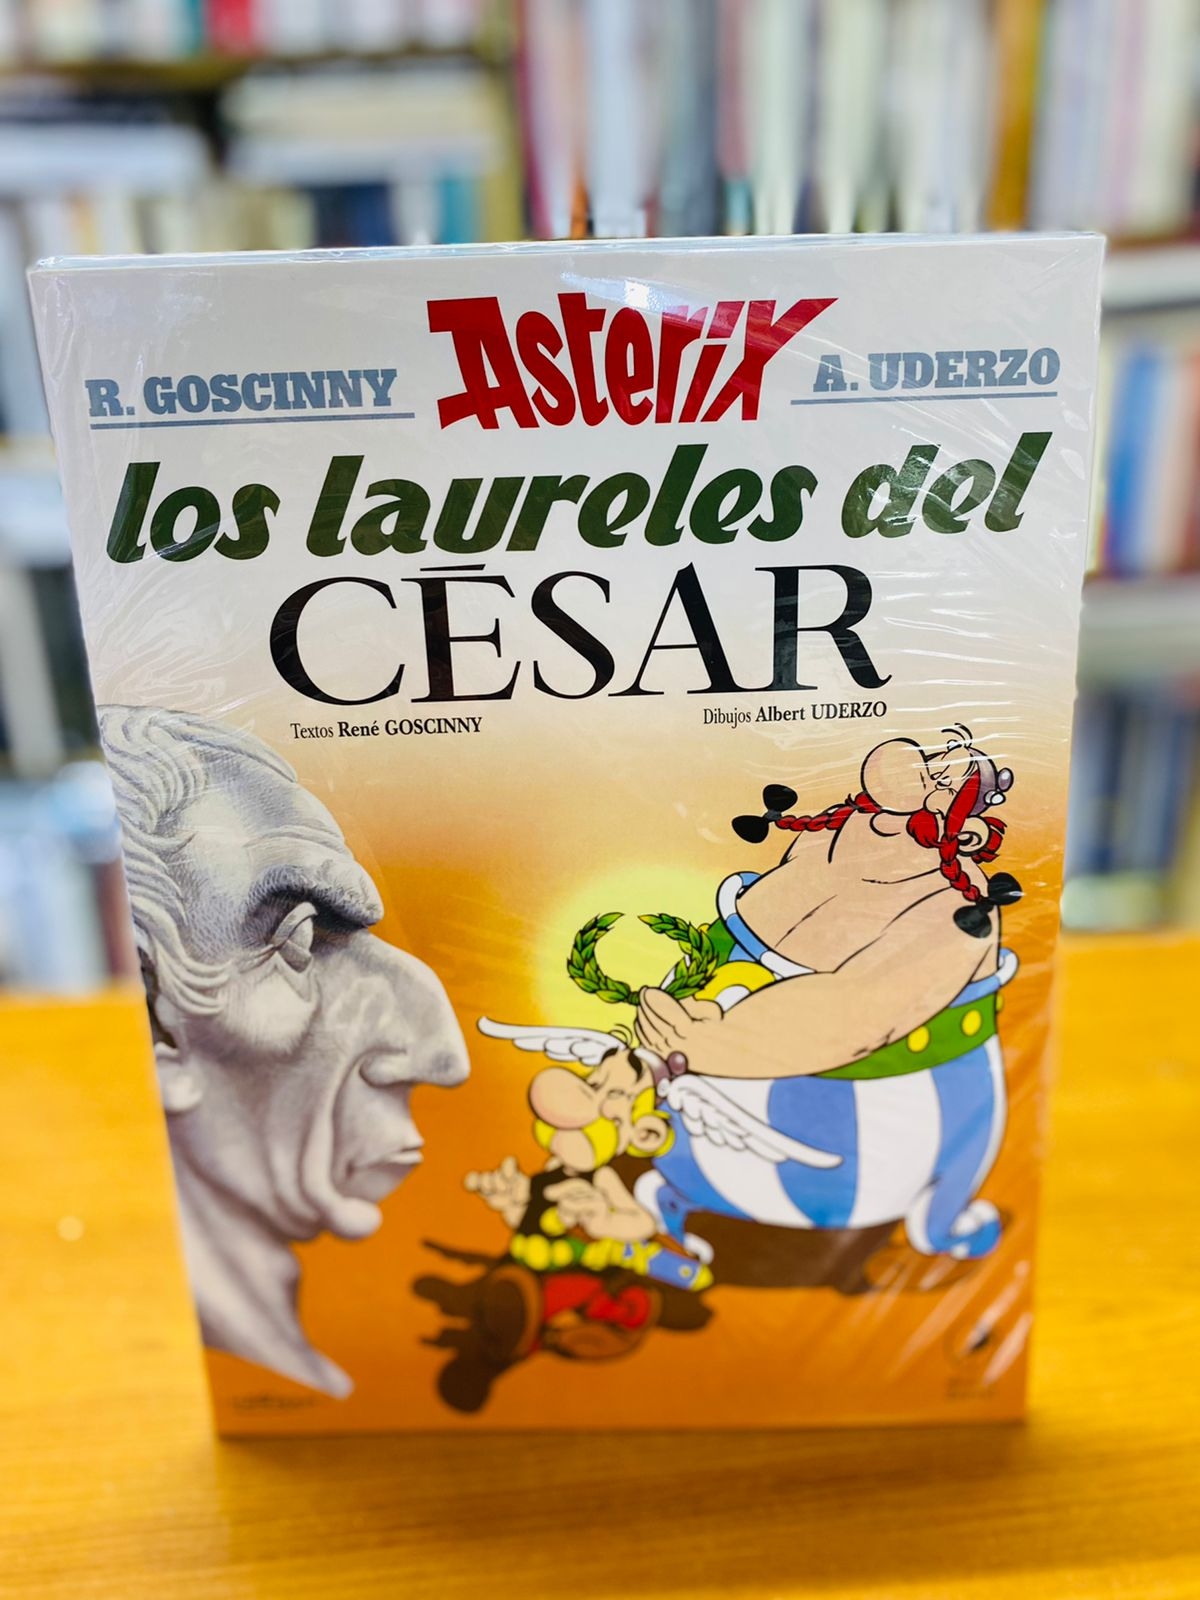 Asterix
R. GOSCINNY
A. UDERZO
los laureles del
CÉSAR
Textos René GOSCINNY
Dibujos Albert UDERZO